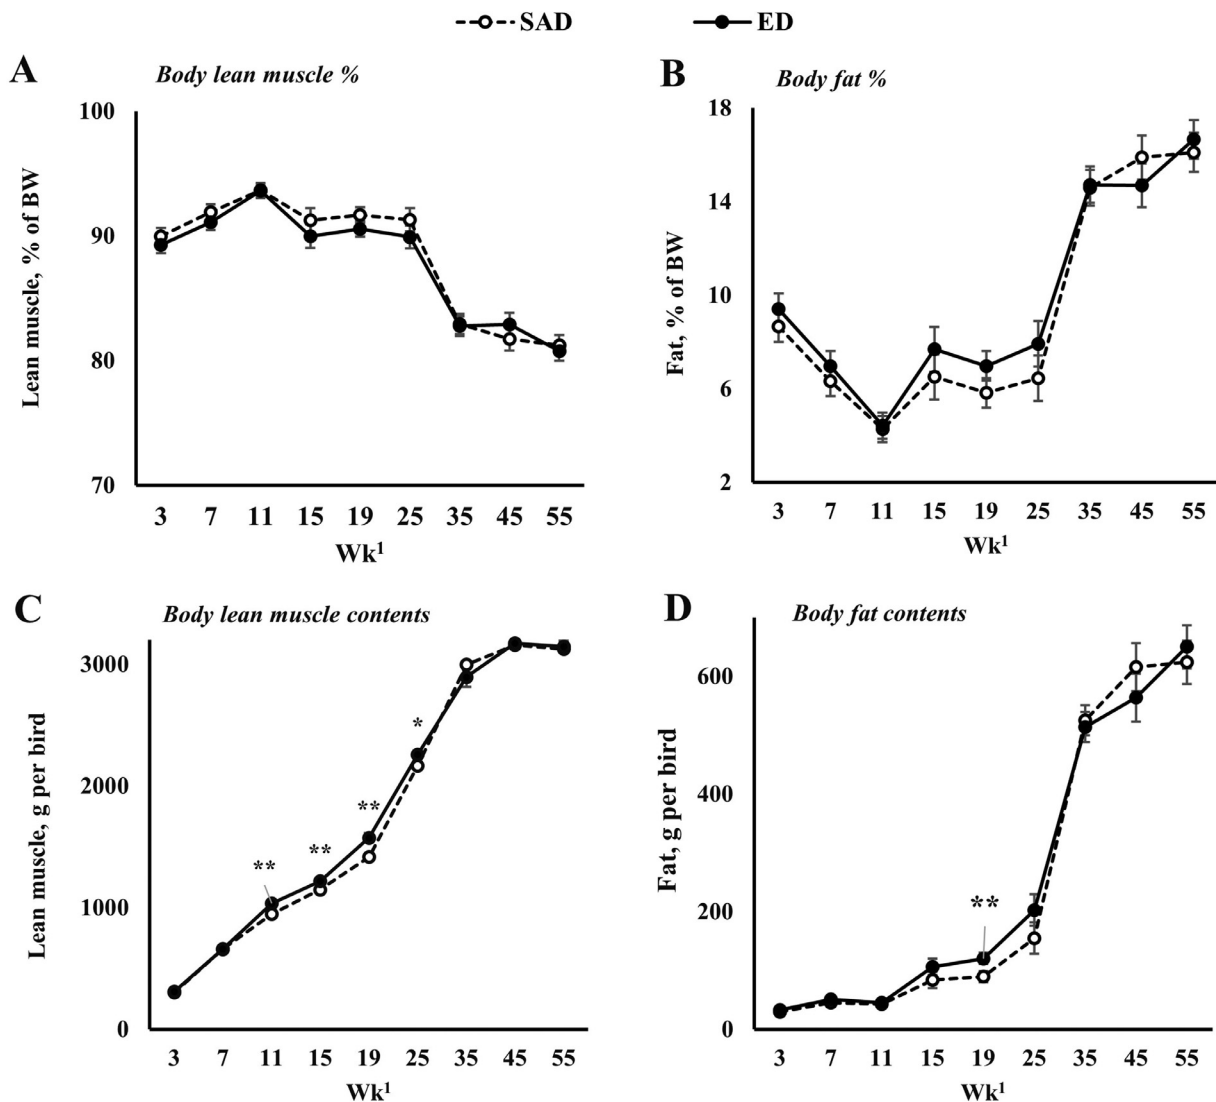 SAD ED
A Body lean muscle %
100
90
80
70
Lean muscle, % of BW
3 7 11 15 19 25 35 45 55
Wk¹
B Body fat %
18
14
10
6
2
Fat, % of BW
3 7 11 15 19 25 35 45 55
Wk¹
C Body lean muscle contents
3000
2000
1000
0
Lean muscle, g per bird
** ** ** *
3 7 11 15 19 25 35 45 55
Wk¹
D Body fat contents
600
400
200
0
Fat, g per bird
**
3 7 11 15 19 25 35 45 55
Wk¹